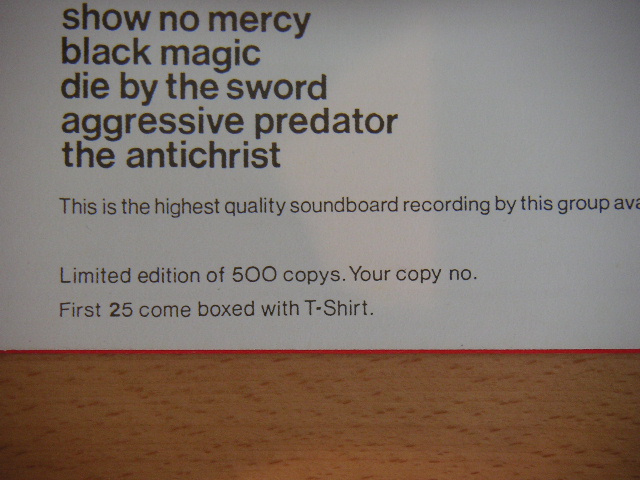 show no mercy
black magic
die by the sword
aggressive predator
the antichrist
This is the highest quality soundboard recording by this group
Limited edition of 500 copys. Your copy no.
First 25 come boxed with T-Shirt.